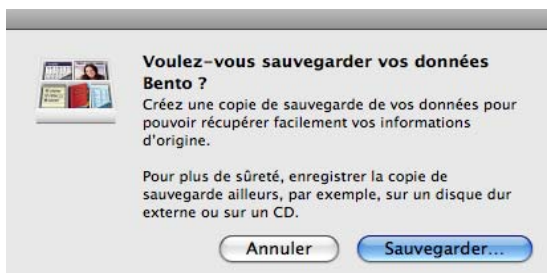 Voulez-vous sauvegarder vos données
Bento ?
Créez une copie de sauvegarde de vos données pour
pouvoir récupérer facilement vos informations
d'origine.
Pour plus de sûreté, enregistrer la copie de
sauvegarde ailleurs, par exemple, sur un disque dur
externe ou sur un CD.
Annuler Sauvegarder...